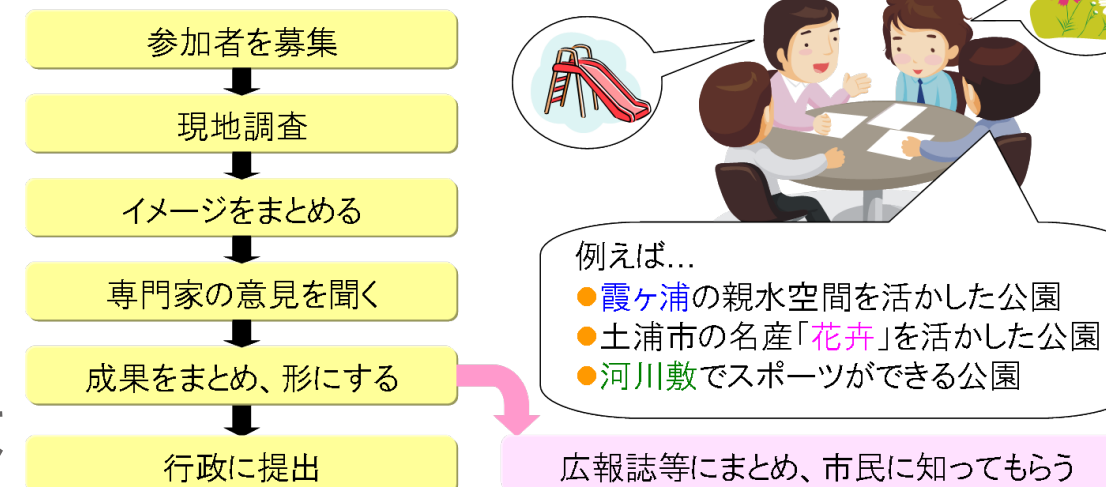 参加者を募集
現地調査
イメージをまとめる
専門家の意見を聞く
成果をまとめ、形にする
行政に提出
例えば…
●霞ヶ浦の親水空間を活かした公園
●土浦市の名産「花卉」を活かした公園
●河川敷でスポーツができる公園
広報誌等にまとめ、市民に知ってもらう